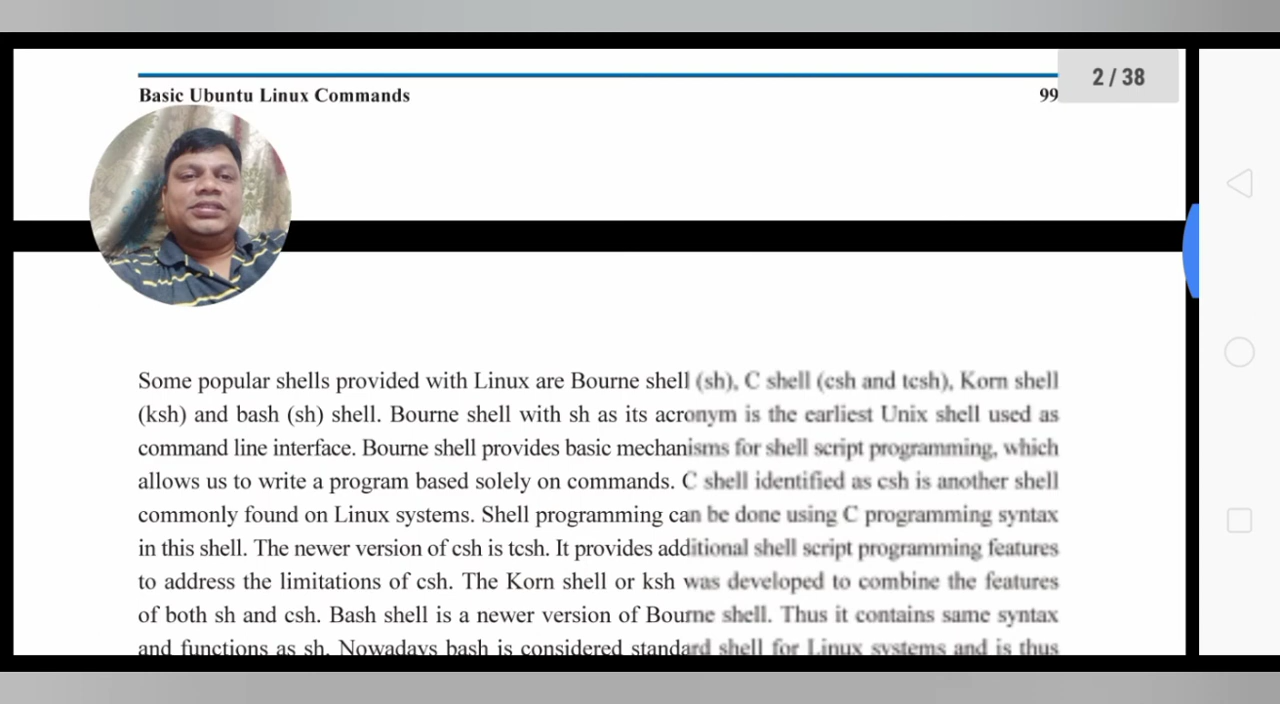 2 / 38
Basic Ubuntu Linux Commands 99
Some popular shells provided with Linux are Bourne shell (sh), C shell (csh and tcsh), Korn shell
(ksh) and bash (sh) shell. Bourne shell with sh as its acronym is the earliest Unix shell used as
command line interface. Bourne shell provides basic mechanisms for shell script programming, which
allows us to write a program based solely on commands. C shell identified as csh is another shell
commonly found on Linux systems. Shell programming can be done using C programming syntax
in this shell. The newer version of csh is tcsh. It provides additional shell script programming features
to address the limitations of csh. The Korn shell or ksh was developed to combine the features
of both sh and csh. Bash shell is a newer version of Bourne shell. Thus it contains same syntax
and functions as sh. Nowadays bash is considered standard shell for Linux systems and is thus